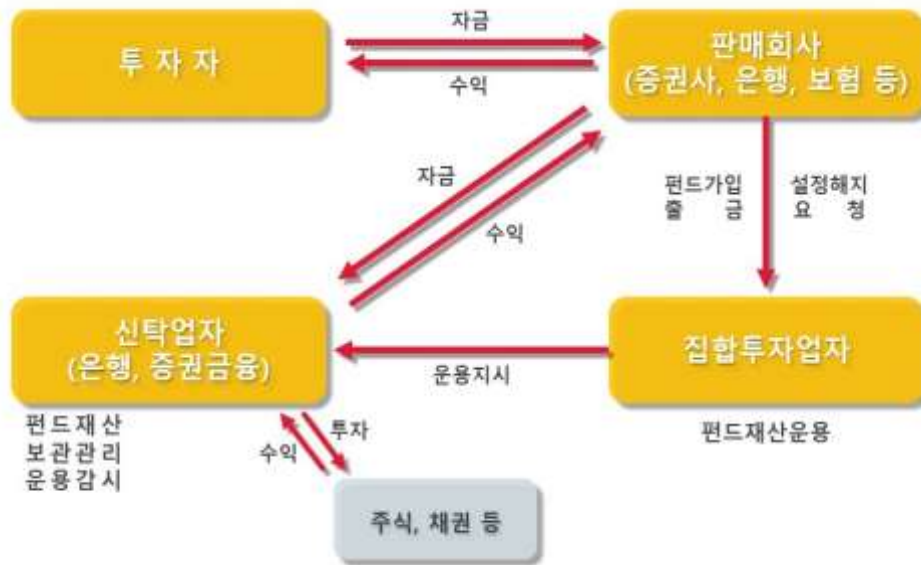 자금
투 자 자
판매회사
(증권사, 은행, 보험 등)
수익
자금
펀드가입 설정해지
출 금 요 청
수익
신탁업자
(은행, 증권금융)
집합투자업자
운용지시
펀드재산
보관관리
운용감시
펀드재산운용
투자
수익
주식, 채권 등